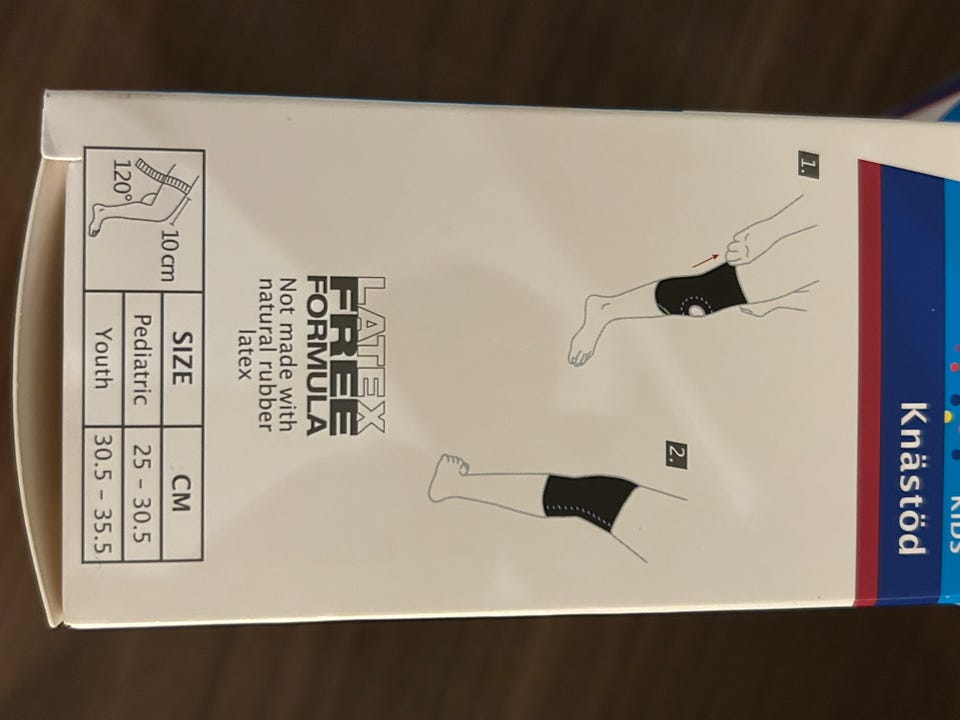 KIDS
Knästöd
1.
2.
LATEX
FREE
FORMULA
Not made with
natural rubber
latex
10 cm
120°
SIZE CM
Pediatric 25 – 30.5
Youth 30.5 – 35.5